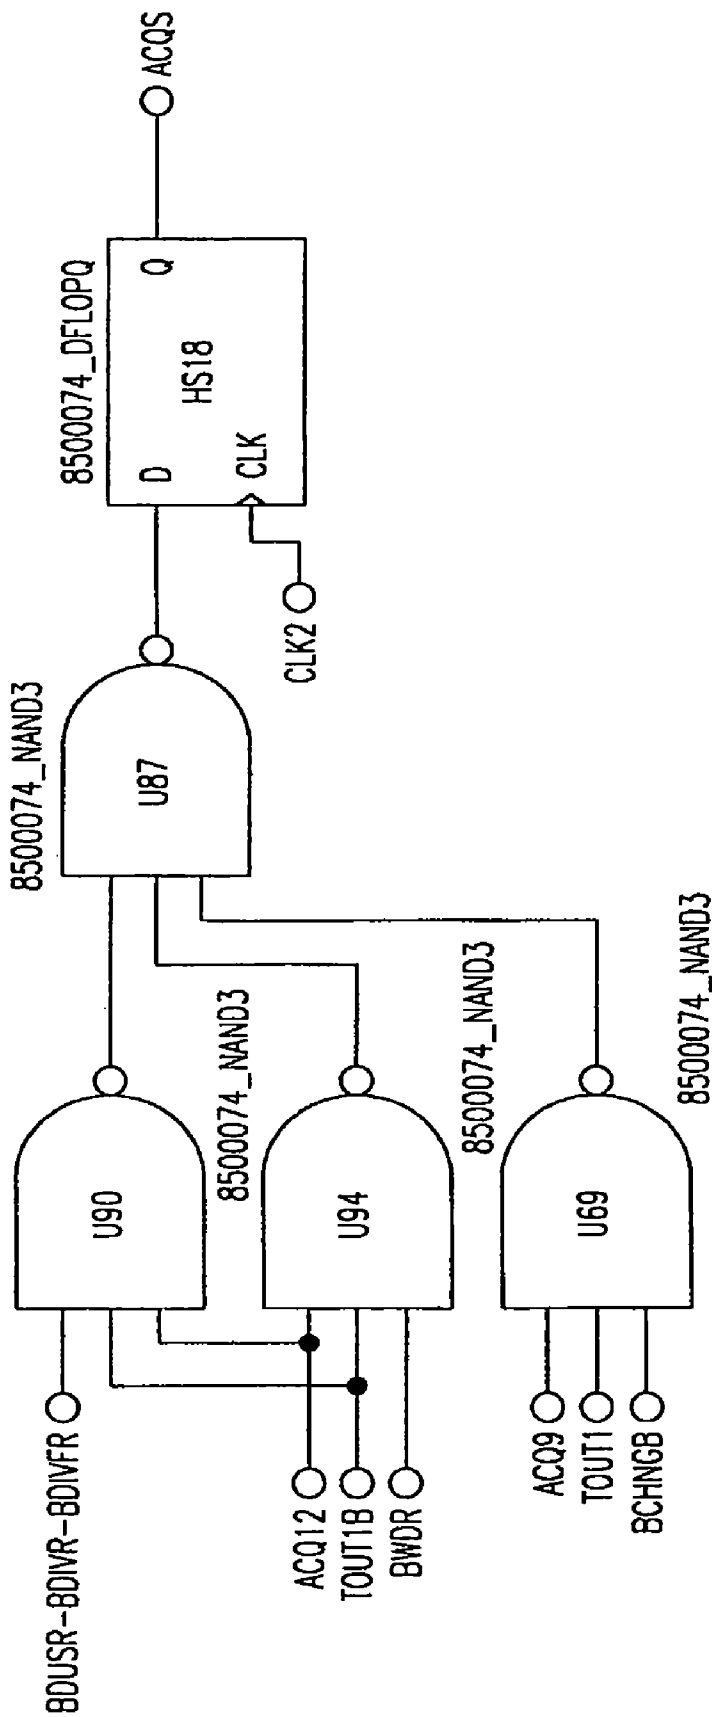 BDUSR-BDIVR-BDIVFR
U90
8500074_NAND3
ACQ12
TOUT1B
BWDR
U94
8500074_NAND3
ACQ9
TOUT1
BCHNGB
U69
8500074_NAND3
8500074_NAND3
U87
CLK2
8500074_DFLOPQ
D
Q
HS18
CLK
ACQS